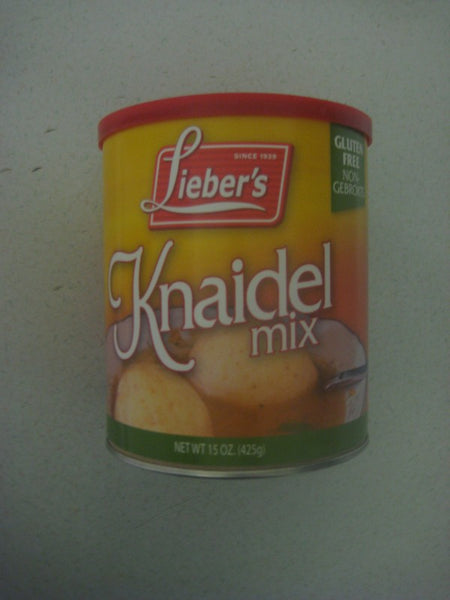 SINCE 1939
Lieber's
GLUTEN
FREE
NON-
GEBROKTS
Knaidel
mix
NET WT 15 OZ. (425g)